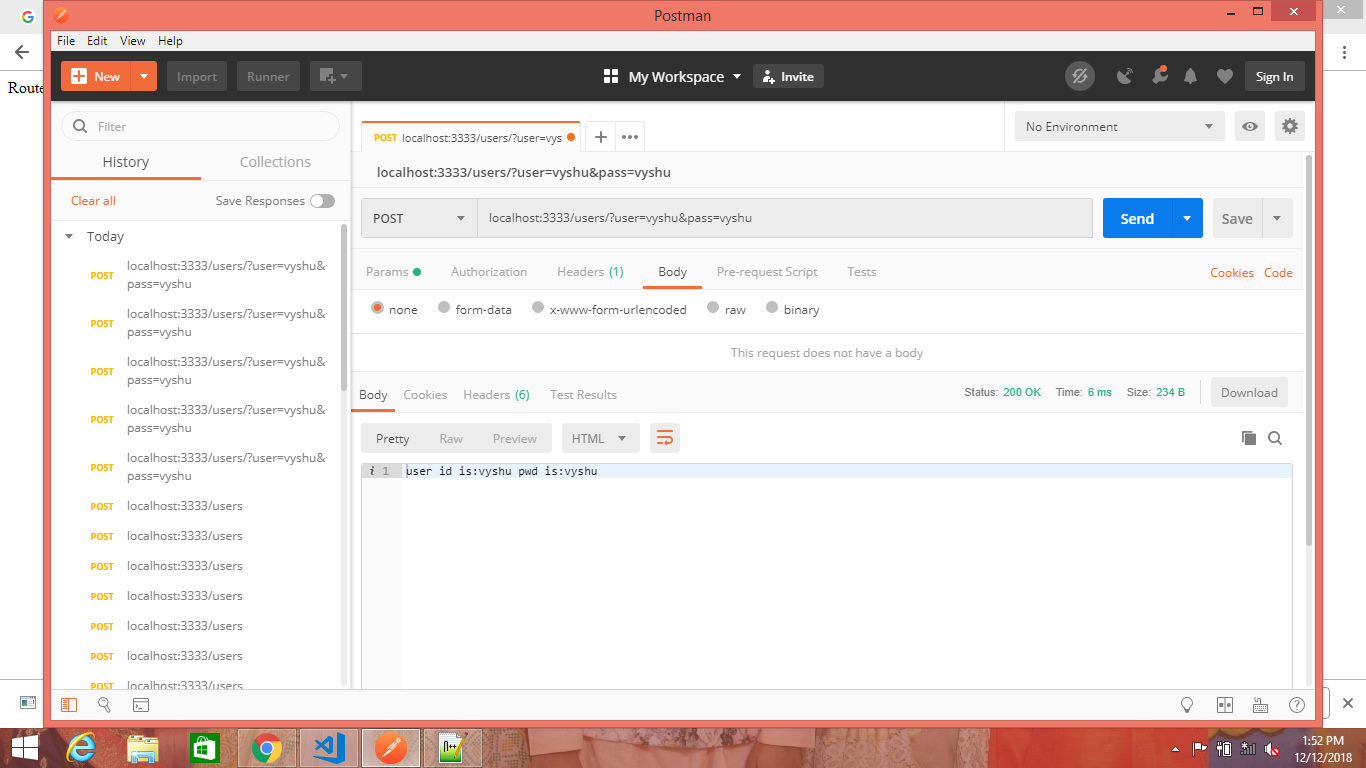 Postman
File Edit View Help
Route
New Import Runner My Workspace Invite Sign In
Filter
History Collections
Clear all Save Responses
Today
POST localhost:3333/users/?user=vyshu&
pass=vyshu
POST localhost:3333/users/?user=vyshu&
pass=vyshu
POST localhost:3333/users/?user=vyshu&
pass=vyshu
POST localhost:3333/users/?user=vyshu&
pass=vyshu
POST localhost:3333/users/?user=vyshu&
pass=vyshu
POST localhost:3333/users
POST localhost:3333/users
POST localhost:3333/users
POST localhost:3333/users
POST localhost:3333/users
POST localhost:3333/users
POST localhost:3333/users
POST localhost:3333/users/?user=vys
No Environment
localhost:3333/users/?user=vyshu&pass=vyshu
POST localhost:3333/users/?user=vyshu&pass=vyshu Send Save
Params Authorization Headers (1) Body Pre-request Script Tests Cookies Code
none form-data x-www-form-urlencoded raw binary
This request does not have a body
Body Cookies Headers (6) Test Results Status: 200 OK Time: 6 ms Size: 234 B Download
Pretty Raw Preview HTML
i 1 user id is:vyshu pwd is:vyshu
1:52 PM
12/12/2018